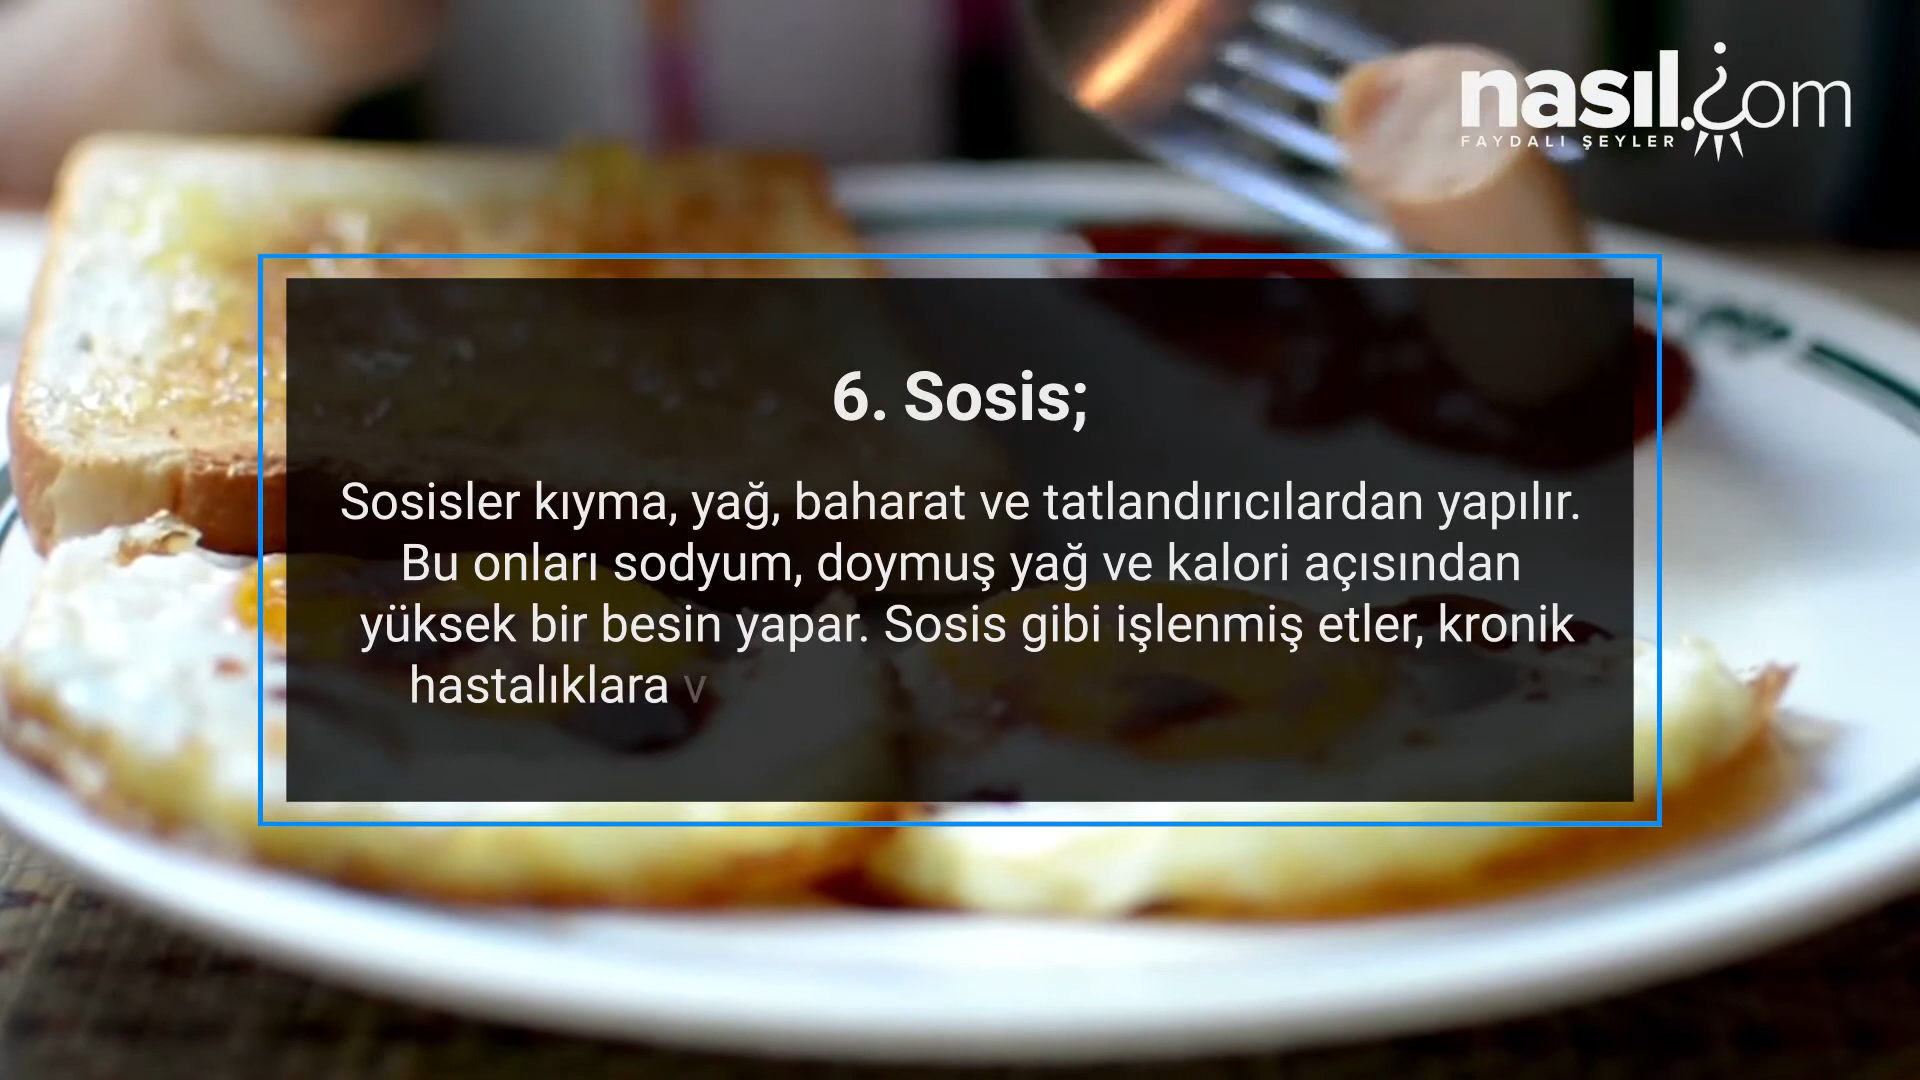 nasıl.com
FAYDALI ŞEYLER
6. Sosis;
Sosisler kıyma, yağ, baharat ve tatlandırıcılardan yapılır.
Bu onları sodyum, doymuş yağ ve kalori açısından
yüksek bir besin yapar. Sosis gibi işlenmiş etler, kronik
hastalıklara v